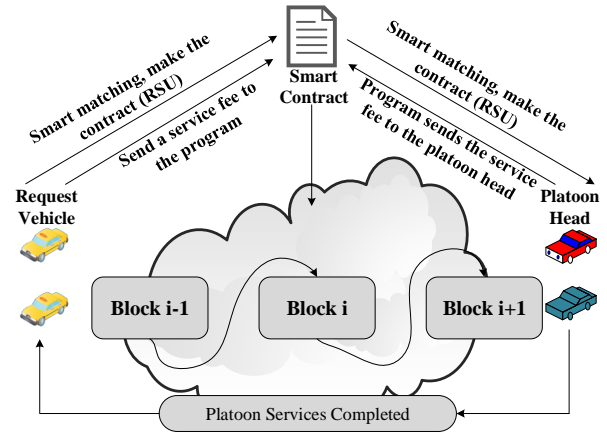 Smart matching, make the
contract (RSU)
Send a service fee to
the program
Smart
Contract
Smart matching, make the
contract (RSU)
Program sends the service
fee to the platoon head
Request
Vehicle
Platoon
Head
Block i-1
Block i
Block i+1
Platoon Services Completed